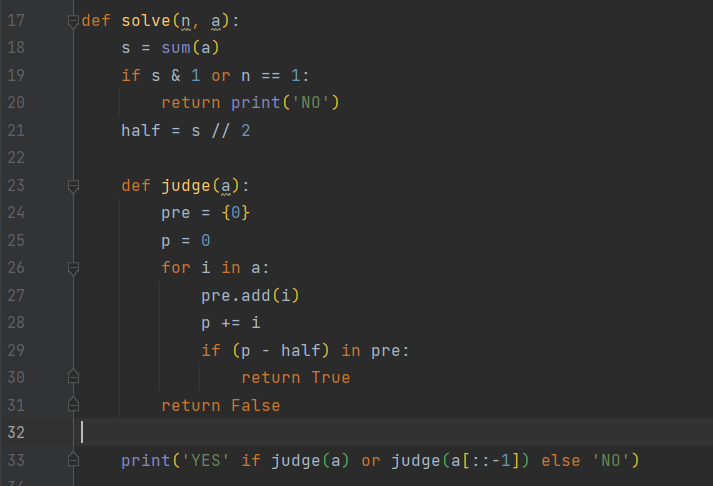 17 def solve(n, a):
18     s = sum(a)
19     if s & 1 or n == 1:
20         return print('NO')
21     half = s // 2
22
23     def judge(a):
24         pre = {0}
25         p = 0
26         for i in a:
27             pre.add(i)
28             p += i
29             if (p - half) in pre:
30                 return True
31         return False
32
33     print('YES' if judge(a) or judge(a[::-1]) else 'NO')